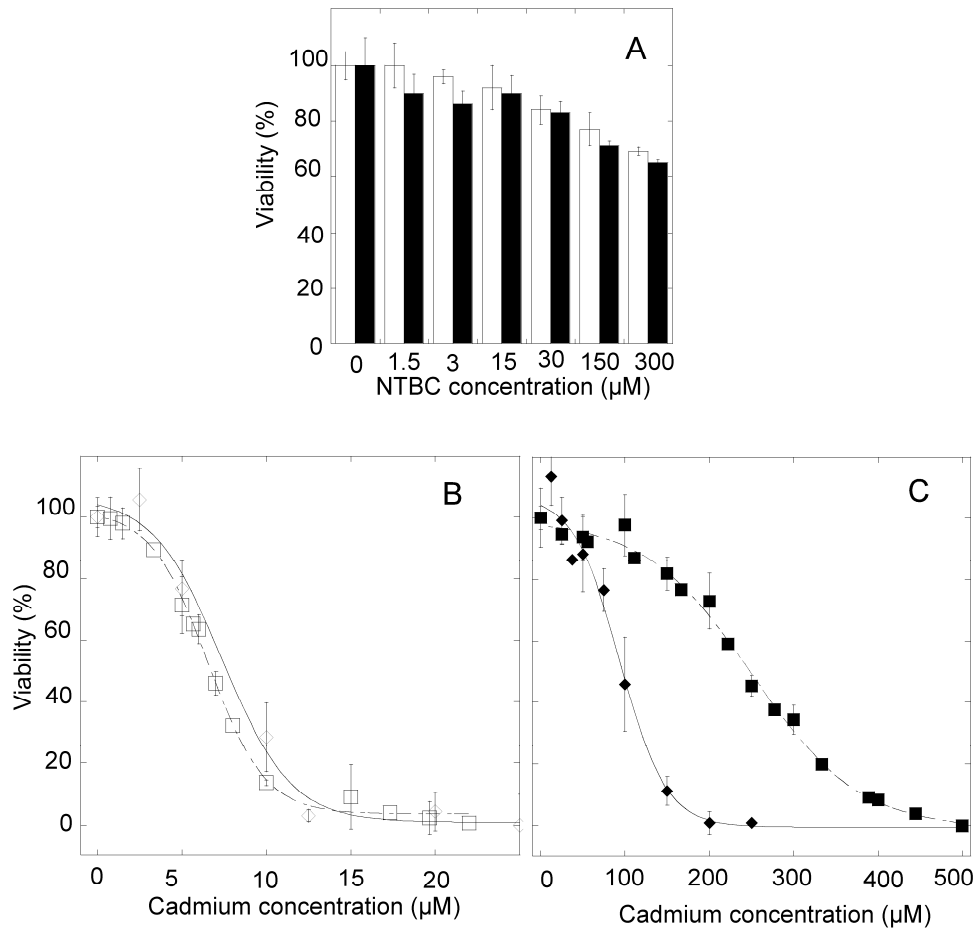 A
Viability (%)
100
80
60
40
20
0
0 1.5 3 15 30 150 300
NTBC concentration (µM)
B
Viability (%)
100
80
60
40
20
0
0 5 10 15 20
Cadmium concentration (µM)
C
0 100 200 300 400 500
Cadmium concentration (µM)